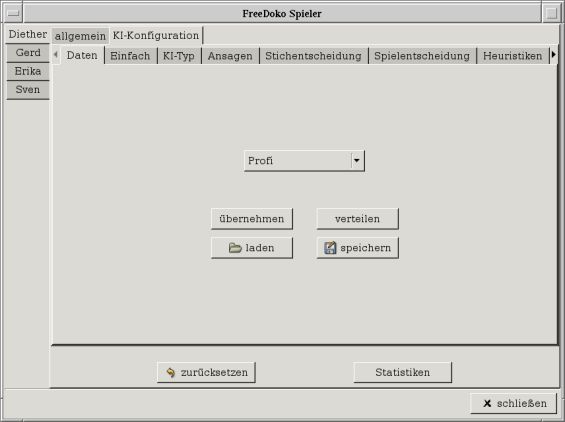 FreeDoko Spieler
Diether
Gerd
Erika
Sven
allgemein KI-Konfiguration
Daten Einfach KI-Typ Ansagen Stichentscheidung Spielentscheidung Heuristiken
Profi
übernehmen verteilen
laden speichern
zurücksetzen Statistiken
schließen